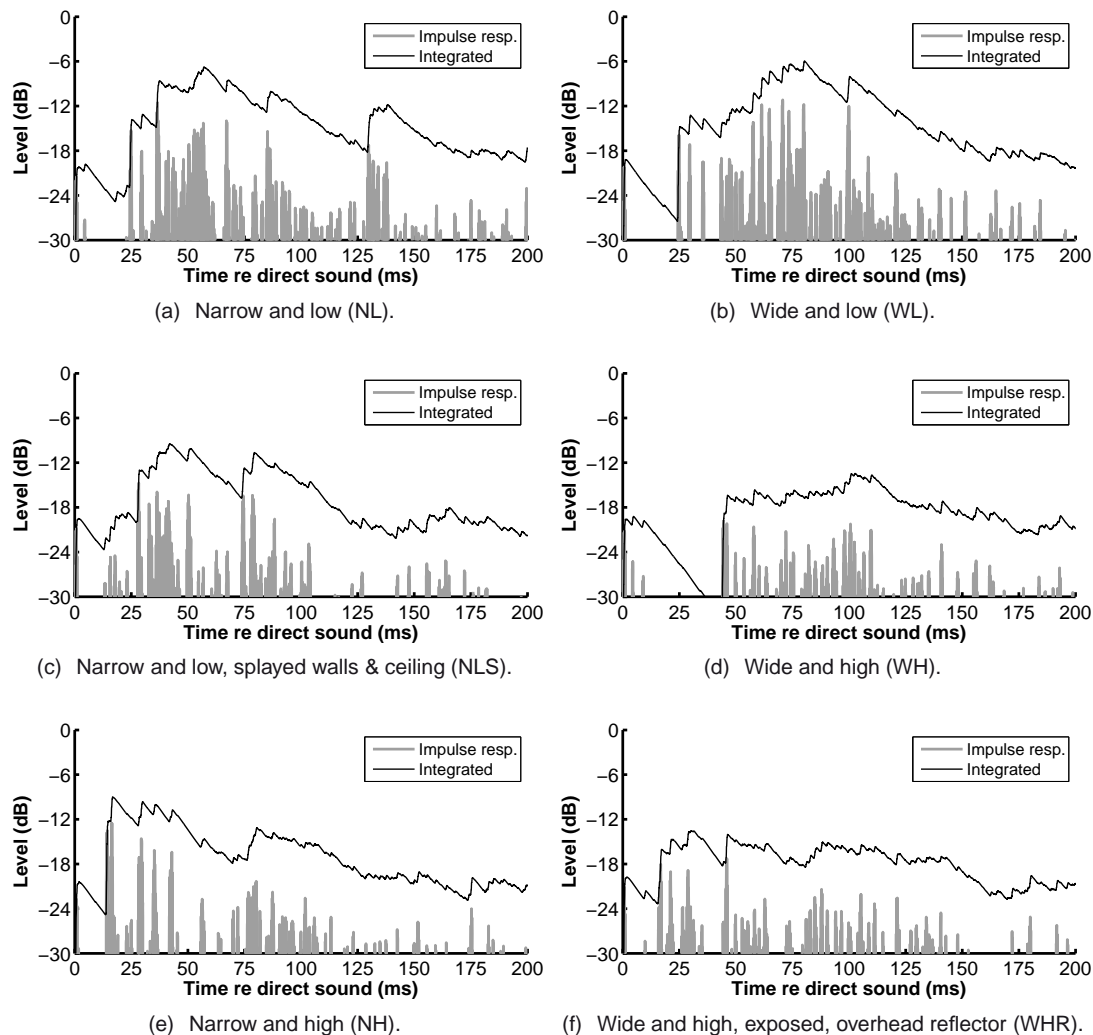 0
−6
−12
−18
−24
−30
Level (dB)
Impulse resp.
Integrated
0 25 50 75 100 125 150 175 200
Time re direct sound (ms)
(a) Narrow and low (NL).
0
−6
−12
−18
−24
−30
Level (dB)
Impulse resp.
Integrated
0 25 50 75 100 125 150 175 200
Time re direct sound (ms)
(b) Wide and low (WL).
0
−6
−12
−18
−24
−30
Level (dB)
Impulse resp.
Integrated
0 25 50 75 100 125 150 175 200
Time re direct sound (ms)
(c) Narrow and low, splayed walls & ceiling (NLS).
0
−6
−12
−18
−24
−30
Level (dB)
Impulse resp.
Integrated
0 25 50 75 100 125 150 175 200
Time re direct sound (ms)
(d) Wide and high (WH).
0
−6
−12
−18
−24
−30
Level (dB)
Impulse resp.
Integrated
0 25 50 75 100 125 150 175 200
Time re direct sound (ms)
(e) Narrow and high (NH).
0
−6
−12
−18
−24
−30
Level (dB)
Impulse resp.
Integrated
0 25 50 75 100 125 150 175 200
Time re direct sound (ms)
(f) Wide and high, exposed, overhead reflector (WHR).